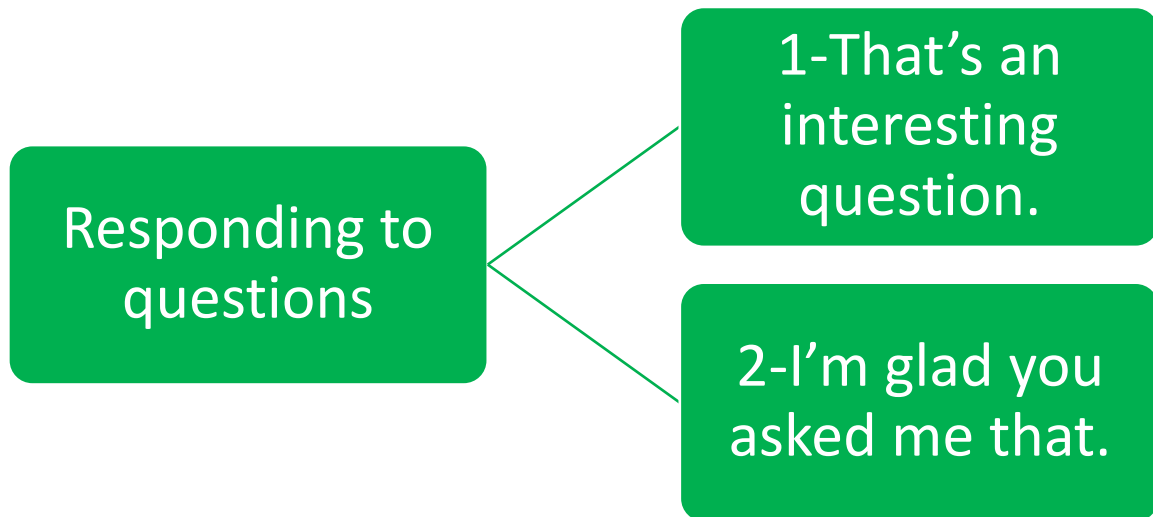 Responding to
questions
1-That’s an
interesting
question.
2-I’m glad you
asked me that.